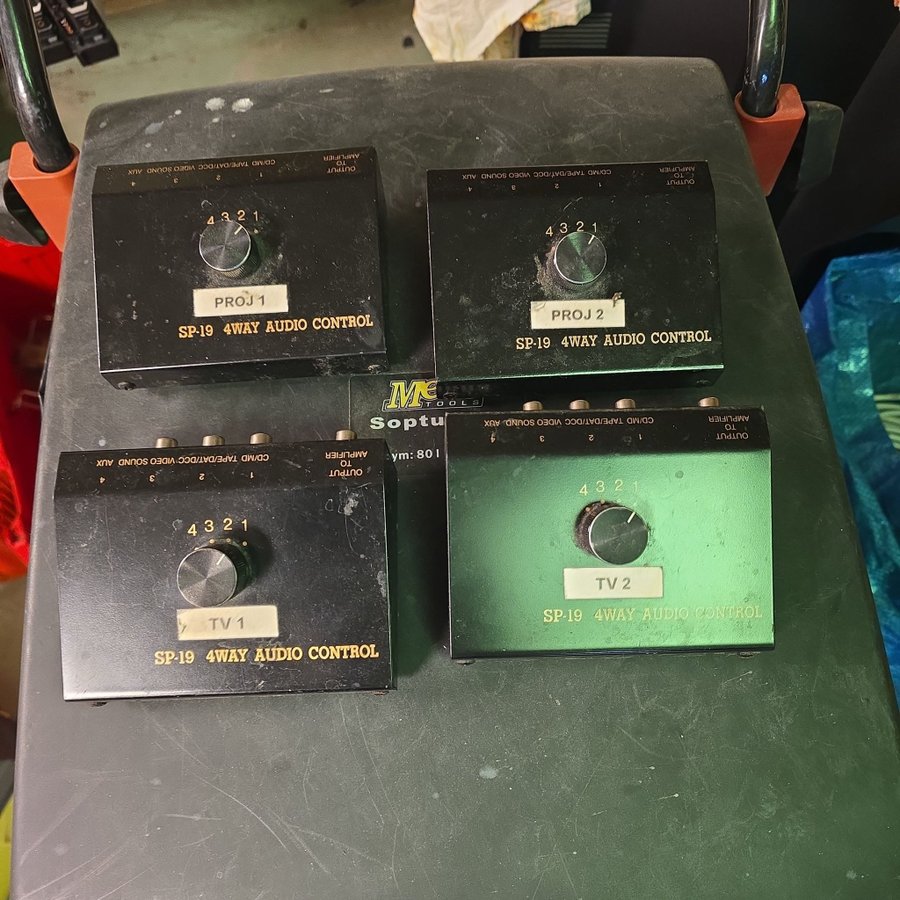 OUTPUT TO AMPLIFIER
CD/MD TAPE/DAT/DCC VIDEO SOUND AUX
1 2 3 4
4 3 2 1
PROJ 1
SP-19 4WAY AUDIO CONTROL
OUTPUT TO AMPLIFIER
CD/MD TAPE/DAT/DCC VIDEO SOUND AUX
1 2 3 4
4 3 2 1
PROJ 2
SP-19 4WAY AUDIO CONTROL
TOOLS
OUTPUT TO AMPLIFIER
CD/MD TAPE/DAT/DCC VIDEO SOUND AUX
1 2 3 4
4 3 2 1
TV 1
SP-19 4WAY AUDIO CONTROL
OUTPUT TO AMPLIFIER
CD/MD TAPE/DAT/DCC VIDEO SOUND AUX
1 2 3 4
4 3 2 1
TV 2
SP-19 4WAY AUDIO CONTROL